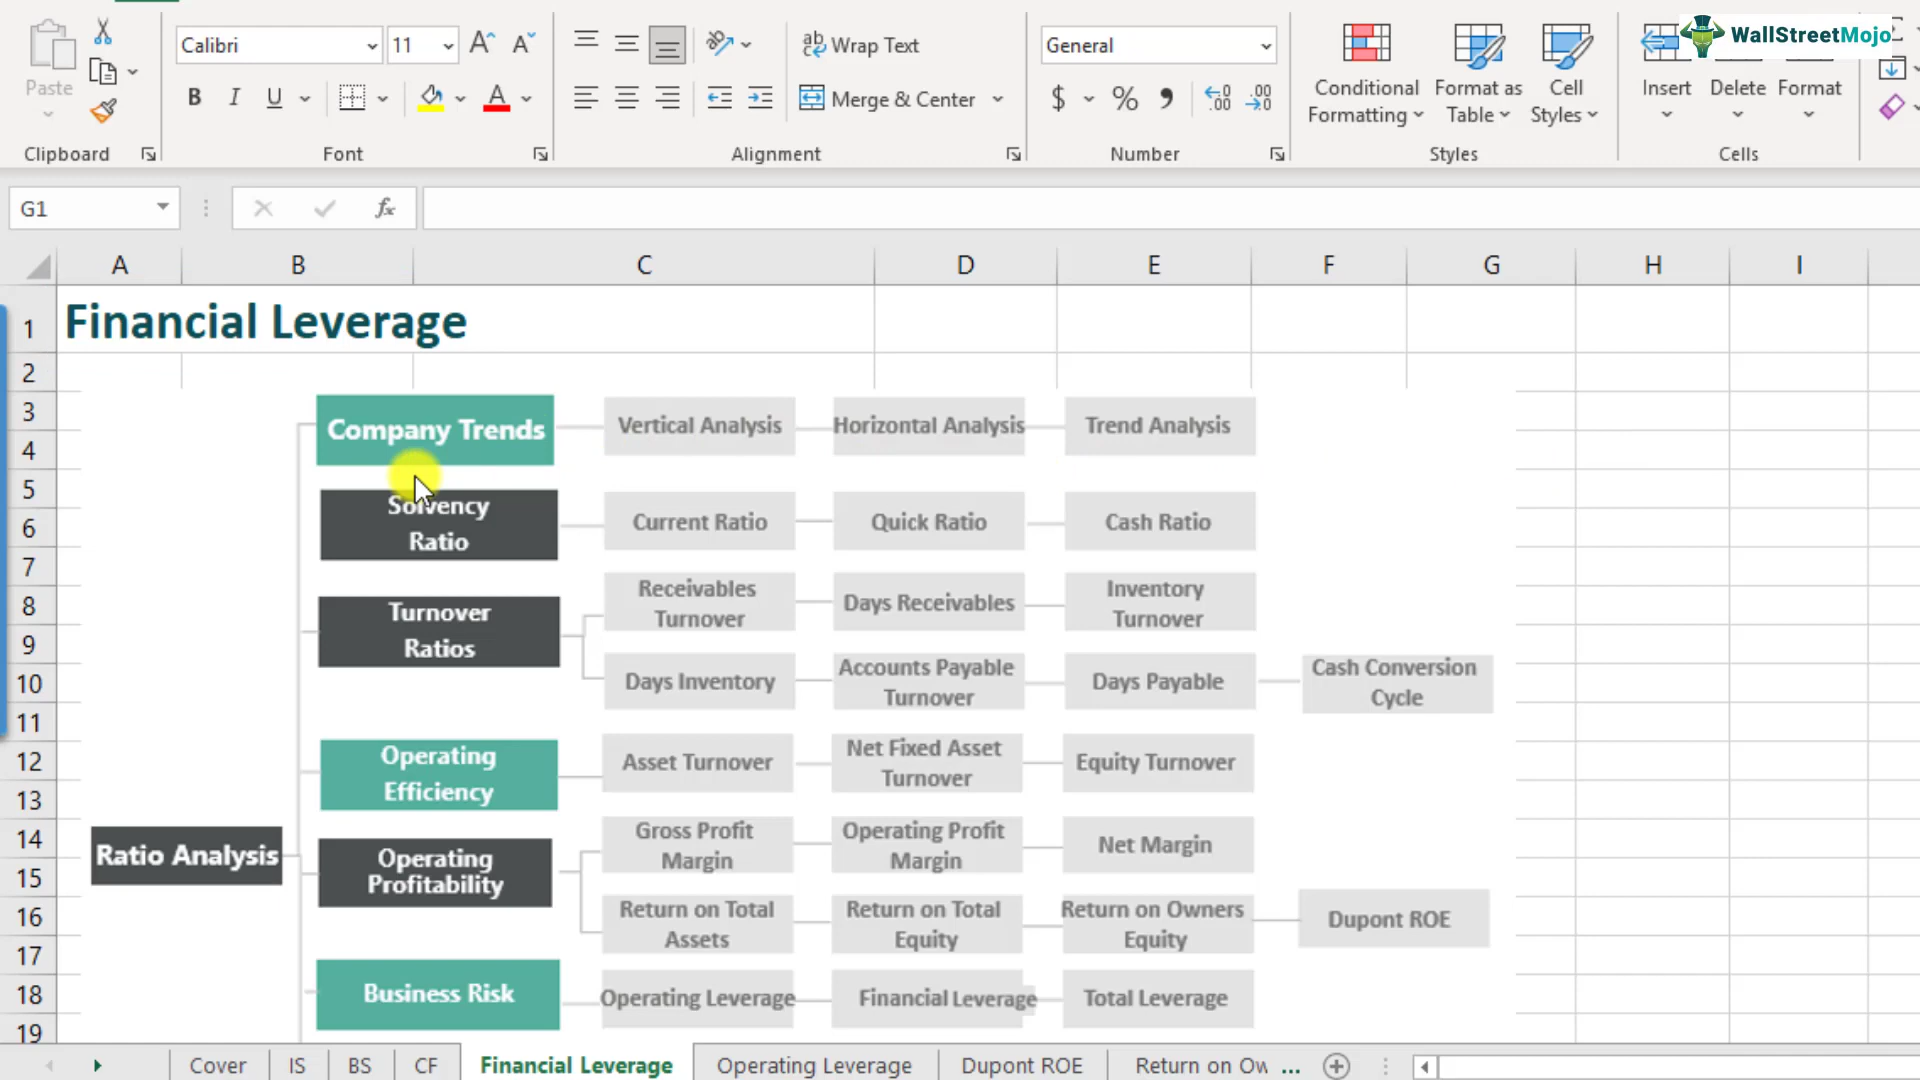 WallStreetMojo
Calibri
11
Wrap Text
General
Paste
B
I
U
A
Merge & Center
$
%
Conditional
Formatting
Format as
Table
Cell
Styles
Insert
Delete
Format
Clipboard
Font
Alignment
Number
Styles
Cells
G1
fx
A
B
C
D
E
F
G
H
I
1
2
3
4
5
6
7
8
9
10
11
12
13
14
15
16
17
18
19
Financial Leverage
Company Trends
Vertical Analysis
Horizontal Analysis
Trend Analysis
Solvency
Ratio
Current Ratio
Quick Ratio
Cash Ratio
Turnover
Ratios
Receivables
Turnover
Days Receivables
Inventory
Turnover
Days Inventory
Accounts Payable
Turnover
Days Payable
Cash Conversion
Cycle
Operating
Efficiency
Asset Turnover
Net Fixed Asset
Turnover
Equity Turnover
Ratio Analysis
Operating
Profitability
Gross Profit
Margin
Operating Profit
Margin
Net Margin
Return on Total
Assets
Return on Total
Equity
Return on Owners
Equity
Dupont ROE
Business Risk
Operating Leverage
Financial Leverage
Total Leverage
Cover
IS
BS
CF
Financial Leverage
Operating Leverage
Dupont ROE
Return on Ow ...